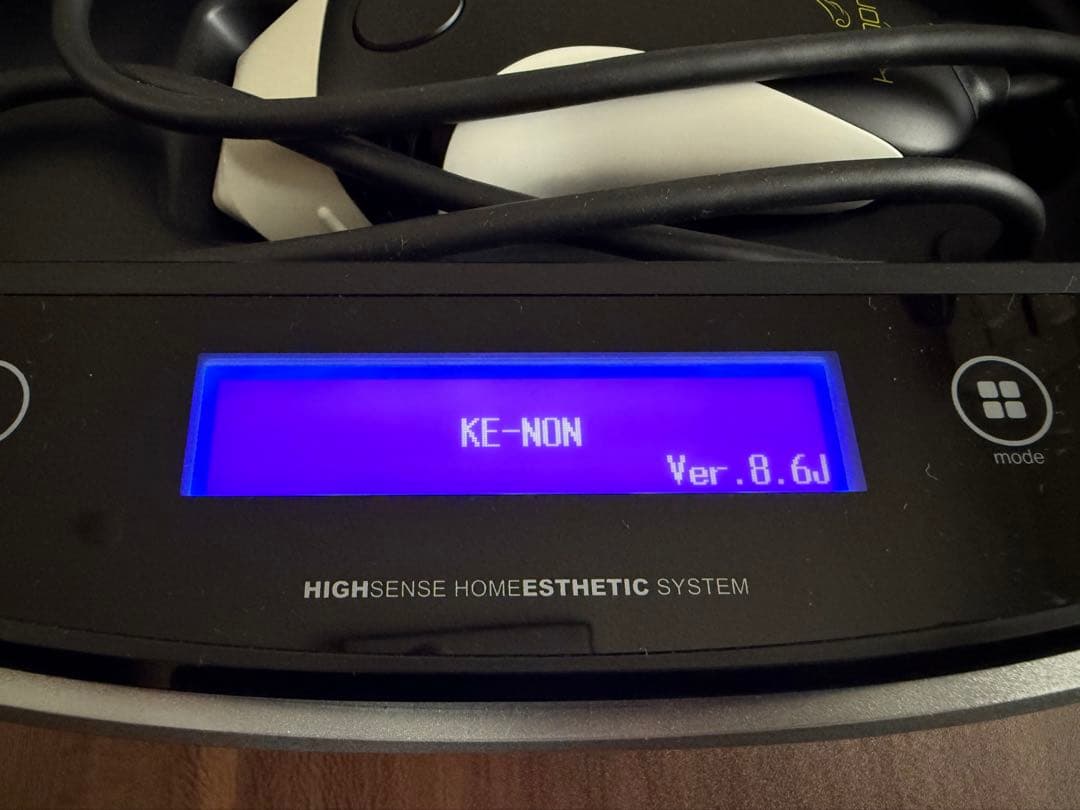 KE-NON
Ver.8.6J
mode
HIGHSENSE HOMEESTHETIC SYSTEM